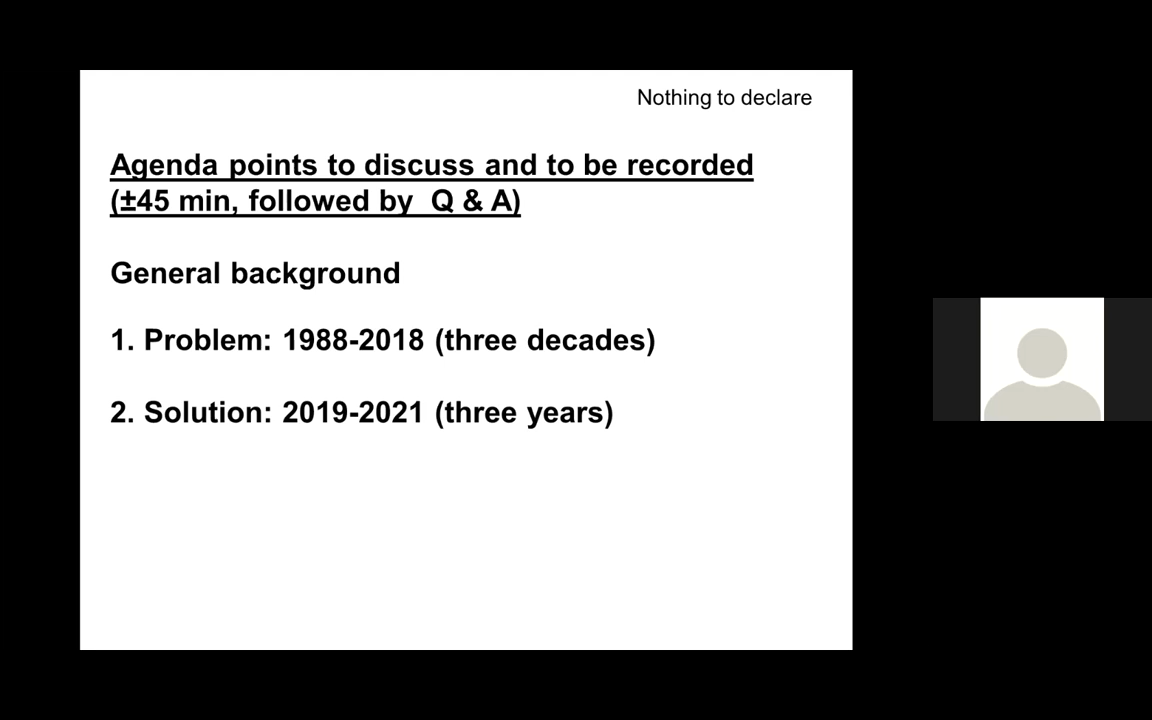 Nothing to declare
Agenda points to discuss and to be recorded
(±45 min, followed by  Q & A)
General background
1. Problem: 1988-2018 (three decades)
2. Solution: 2019-2021 (three years)